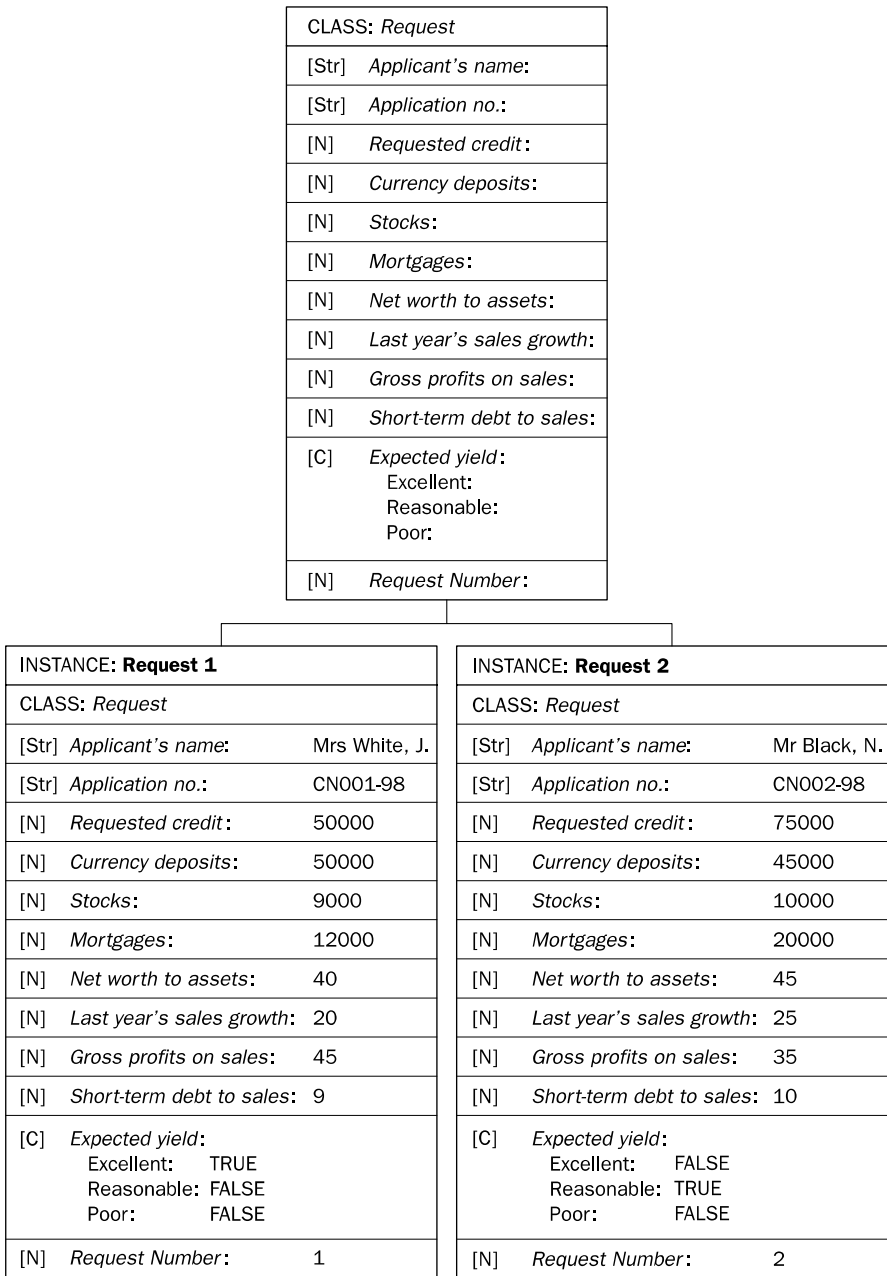 CLASS: Request
[Str] Applicant's name:
[Str] Application no.:
[N] Requested credit:
[N] Currency deposits:
[N] Stocks:
[N] Mortgages:
[N] Net worth to assets:
[N] Last year's sales growth:
[N] Gross profits on sales:
[N] Short-term debt to sales:
[C] Expected yield:
Excellent:
Reasonable:
Poor:
[N] Request Number:
INSTANCE: Request 1
CLASS: Request
[Str] Applicant's name: Mrs White, J.
[Str] Application no.: CN001-98
[N] Requested credit: 50000
[N] Currency deposits: 50000
[N] Stocks: 9000
[N] Mortgages: 12000
[N] Net worth to assets: 40
[N] Last year's sales growth: 20
[N] Gross profits on sales: 45
[N] Short-term debt to sales: 9
[C] Expected yield:
Excellent: TRUE
Reasonable: FALSE
Poor: FALSE
[N] Request Number: 1
INSTANCE: Request 2
CLASS: Request
[Str] Applicant's name: Mr Black, N.
[Str] Application no.: CN002-98
[N] Requested credit: 75000
[N] Currency deposits: 45000
[N] Stocks: 10000
[N] Mortgages: 20000
[N] Net worth to assets: 45
[N] Last year's sales growth: 25
[N] Gross profits on sales: 35
[N] Short-term debt to sales: 10
[C] Expected yield:
Excellent: FALSE
Reasonable: TRUE
Poor: FALSE
[N] Request Number: 2